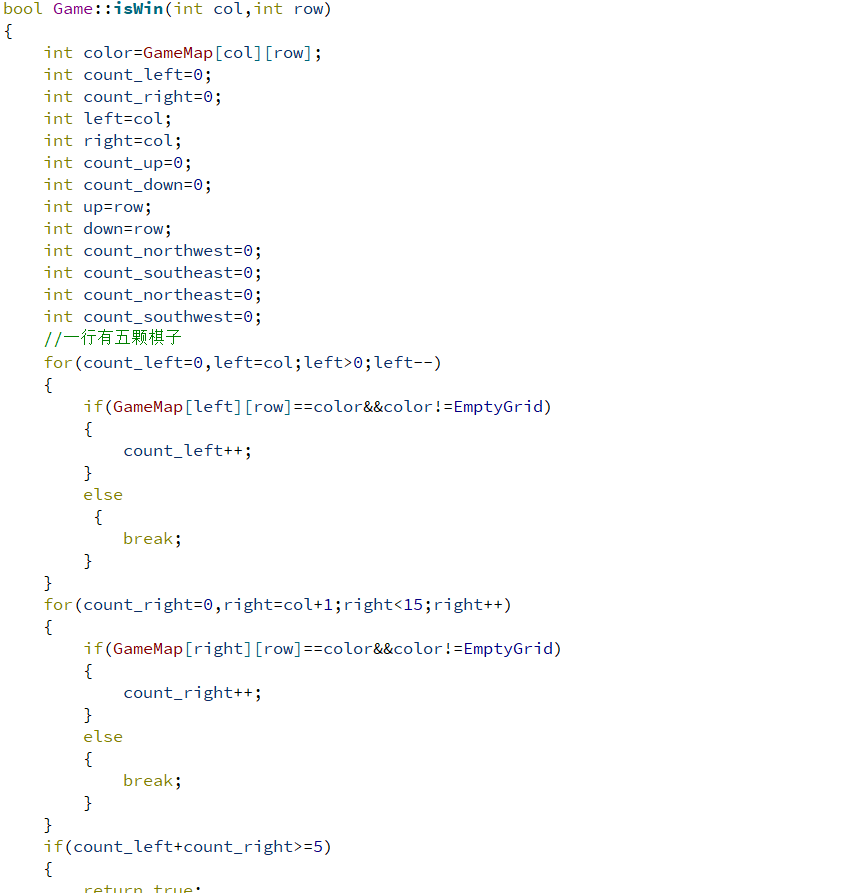 bool Game::isWin(int col,int row)
{
    int color=GameMap[col][row];
    int count_left=0;
    int count_right=0;
    int left=col;
    int right=col;
    int count_up=0;
    int count_down=0;
    int up=row;
    int down=row;
    int count_northwest=0;
    int count_southeast=0;
    int count_northeast=0;
    int count_southwest=0;
    //一行有五颗棋子
    for(count_left=0,left=col;left>0;left--)
    {
        if(GameMap[left][row]==color&&color!=EmptyGrid)
        {
            count_left++;
        }
        else
         {
            break;
        }
    }
    for(count_right=0,right=col+1;right<15;right++)
    {
        if(GameMap[right][row]==color&&color!=EmptyGrid)
        {
            count_right++;
        }
        else
        {
            break;
        }
    }
    if(count_left+count_right>=5)
    {
        return true;